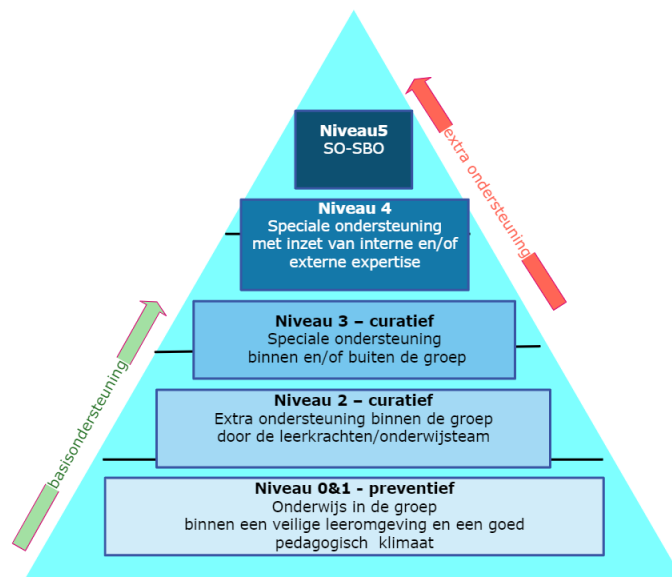 Niveau5
SO-SBO
extra ondersteuning
Niveau 4
Speciale ondersteuning
met inzet van interne en/of
externe expertise
Niveau 3 – curatief
Speciale ondersteuning
binnen en/of buiten de groep
basisondersteuning
Niveau 2 – curatief
Extra ondersteuning binnen de groep
door de leerkrachten/onderwijsteam
Niveau 0&1 - preventief
Onderwijs in de groep
binnen een veilige leeromgeving en een goed
pedagogisch klimaat